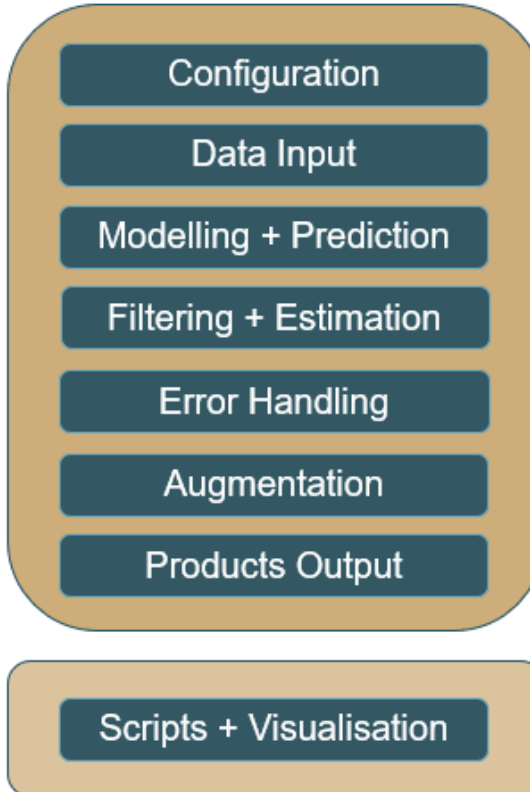 Configuration
Data Input
Modelling + Prediction
Filtering + Estimation
Error Handling
Augmentation
Products Output
Scripts + Visualisation